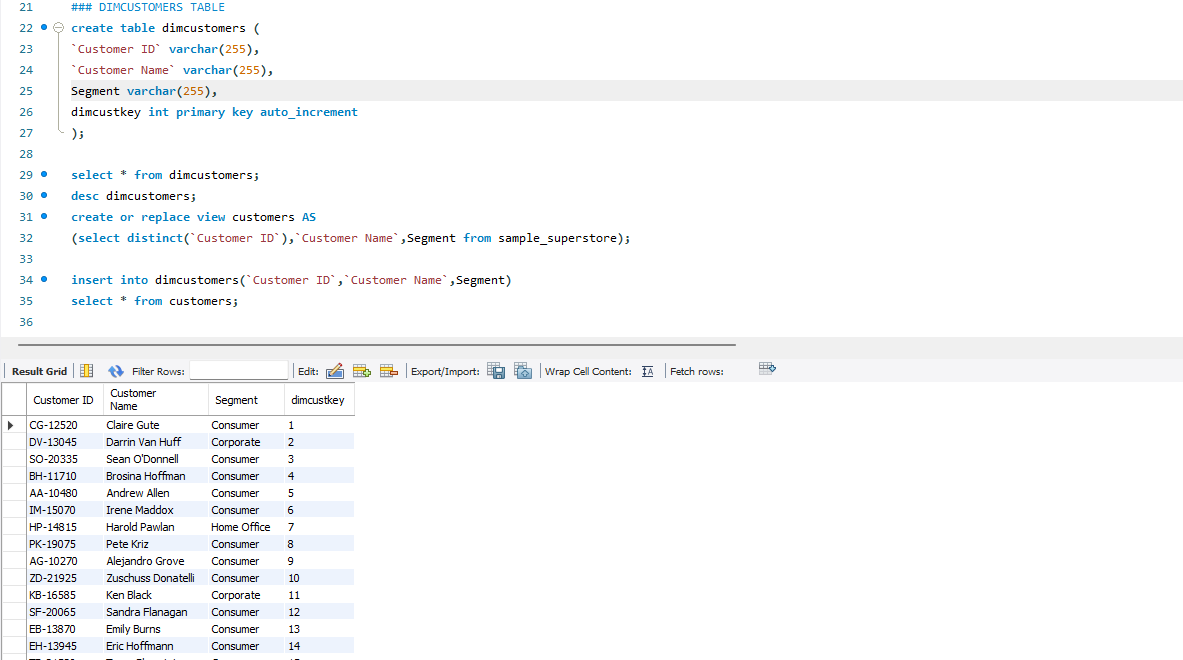 21 ### DIMCUSTOMERS TABLE
22 create table dimcustomers (
23 `Customer ID` varchar(255),
24 `Customer Name` varchar(255),
25 Segment varchar(255),
26 dimcustkey int primary key auto_increment
27 );
28
29 select * from dimcustomers;
30 desc dimcustomers;
31 create or replace view customers AS
32 (select distinct(`Customer ID`),`Customer Name`,Segment from sample_superstore);
33
34 insert into dimcustomers(`Customer ID`,`Customer Name`,Segment)
35 select * from customers;
36
Result Grid Filter Rows: Edit: Export/Import: Wrap Cell Content: Fetch rows:
Customer ID Customer Name Segment dimcustkey
CG-12520 Claire Gute Consumer 1
DV-13045 Darrin Van Huff Corporate 2
SO-20335 Sean O'Donnell Consumer 3
BH-11710 Brosina Hoffman Consumer 4
AA-10480 Andrew Allen Consumer 5
IM-15070 Irene Maddox Consumer 6
HP-14815 Harold Pawlan Home Office 7
PK-19075 Pete Kriz Consumer 8
AG-10270 Alejandro Grove Consumer 9
ZD-21925 Zuschuss Donatelli Consumer 10
KB-16585 Ken Black Corporate 11
SF-20065 Sandra Flanagan Consumer 12
EB-13870 Emily Burns Consumer 13
EH-13945 Eric Hoffmann Consumer 14